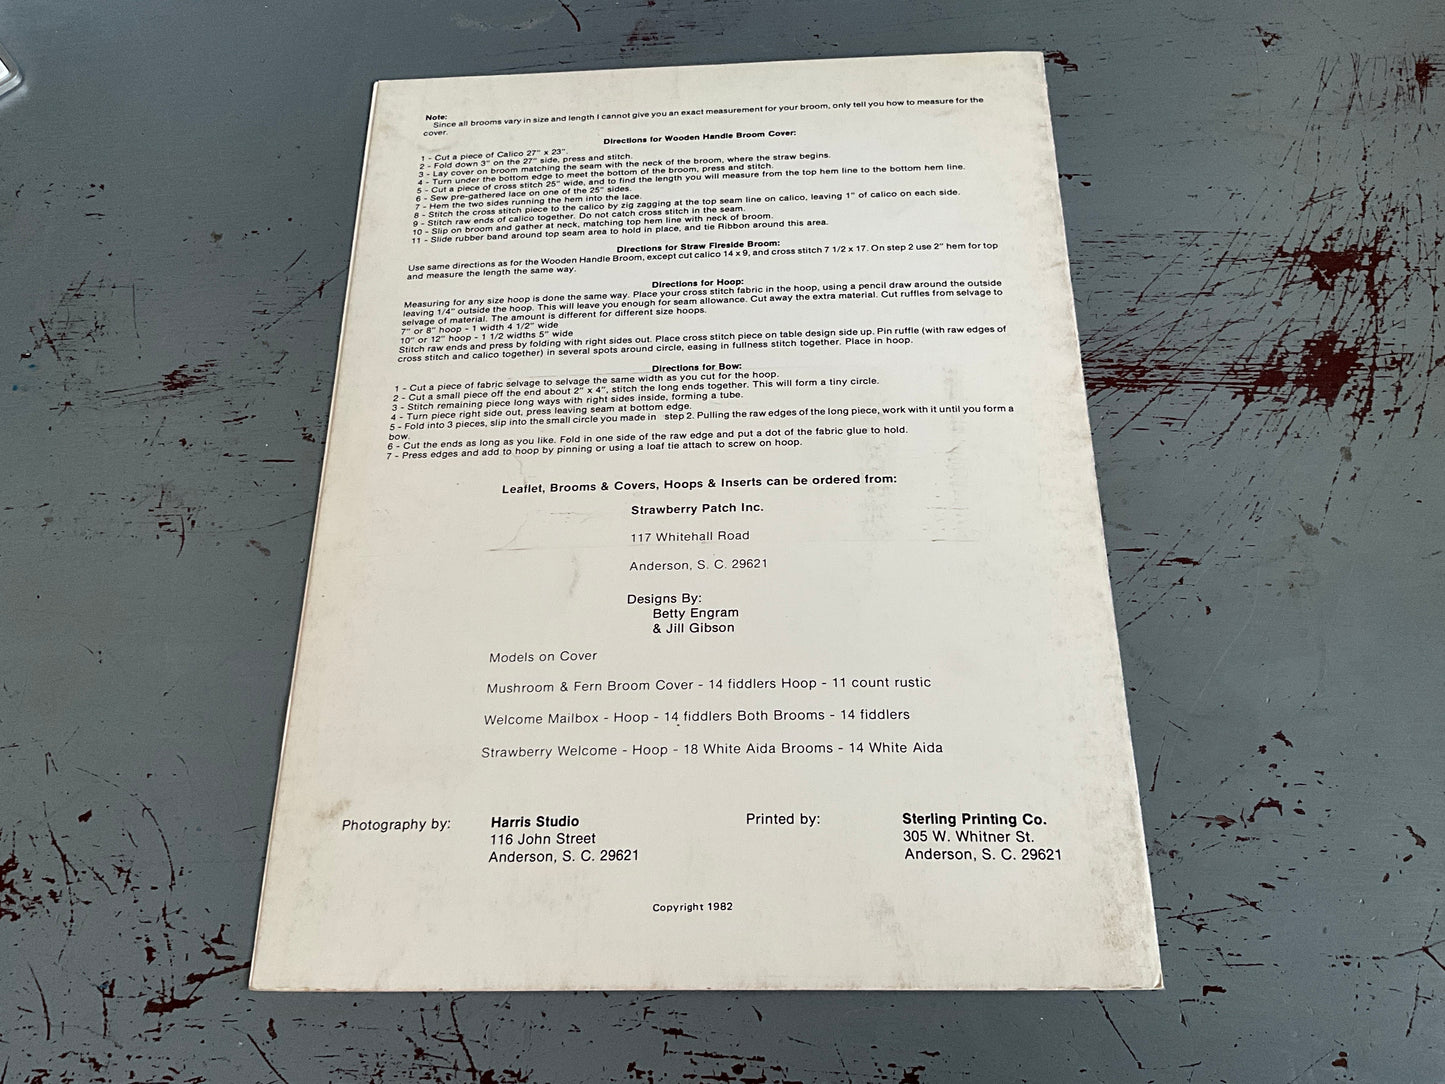 Note:
Since all brooms vary in size and length I cannot give you an exact measurement for your broom, only tell you how to measure for the
cover.
Directions for Wooden Handle Broom Cover:
1 - Cut a piece of Calico 27" x 23".
2 - Fold down 3" on the 27" side, press and stitch.
3 - Lay cover on broom matching the seam with the neck of the broom, where the straw begins.
4 - Turn under the bottom edge to meet the bottom of the broom, press and stitch.
5 - Cut a piece of cross stitch 25" wide, and to find the length you will measure from the top hem line to the bottom hem line.
6 - Sew pre-gathered lace on one of the 25" sides.
7 - Hem the two sides running the hem into the lace.
8 - Stitch the cross stitch piece to the calico by zig zagging at the top seam line on calico, leaving 1" of calico on each side.
9 - Stitch raw ends of calico together. Do not catch cross stitch in the seam.
10 - Slip on broom and gather at neck, matching top hem line with neck of broom.
11 - Slide rubber band around top seam area to hold in place, and tie Ribbon around this area.
Directions for Straw Fireside Broom:
Use same directions as for the Wooden Handle Broom, except cut calico 14 x 9, and cross stitch 7 1/2 x 17. On step 2 use 2" hem for top
and measure the length the same way.
Directions for Hoop:
Measuring for any size hoop is done the same way. Place your cross stitch fabric in the hoop, using a pencil draw around the outside
leaving 1/4" outside the hoop. This will leave you enough for seam allowance. Cut away the extra material. Cut ruffles from selvage to
selvage of material. The amount is different for different size hoops.
7" or 8" hoop - 1 width 4 1/2" wide
10" or 12" hoop - 1 1/2 widths 5" wide
Stitch raw ends and press by folding with right sides out. Place cross stitch piece on table design side up. Pin ruffle (with raw edges of
cross stitch and calico together) in several spots around circle, easing in fullness stitch together. Place in hoop.
Directions for Bow:
1 - Cut a piece of fabric selvage to selvage the same width as you cut for the hoop.
2 - Cut a small piece off the end about 2" x 4", stitch the long ends together. This will form a tiny circle.
3 - Stitch remaining piece long ways with right sides inside, forming a tube.
4 - Turn piece right side out, press leaving seam at bottom edge.
5 - Fold into 3 pieces, slip into the small circle you made in step 2. Pulling the raw edges of the long piece, work with it until you form a
bow.
6 - Cut the ends as long as you like. Fold in one side of the raw edge and put a dot of the fabric glue to hold.
7 - Press edges and add to hoop by pinning or using a loaf tie attach to screw on hoop.
Leaflet, Brooms & Covers, Hoops & Inserts can be ordered from:
Strawberry Patch Inc.
117 Whitehall Road
Anderson, S. C. 29621
Designs By:
Betty Engram
& Jill Gibson
Models on Cover
Mushroom & Fern Broom Cover - 14 fiddlers Hoop - 11 count rustic
Welcome Mailbox - Hoop - 14 fiddlers Both Brooms - 14 fiddlers
Strawberry Welcome - Hoop - 18 White Aida Brooms - 14 White Aida
Photography by:
Harris Studio
116 John Street
Anderson, S. C. 29621
Printed by:
Sterling Printing Co.
305 W. Whitner St.
Anderson, S. C. 29621
Copyright 1982